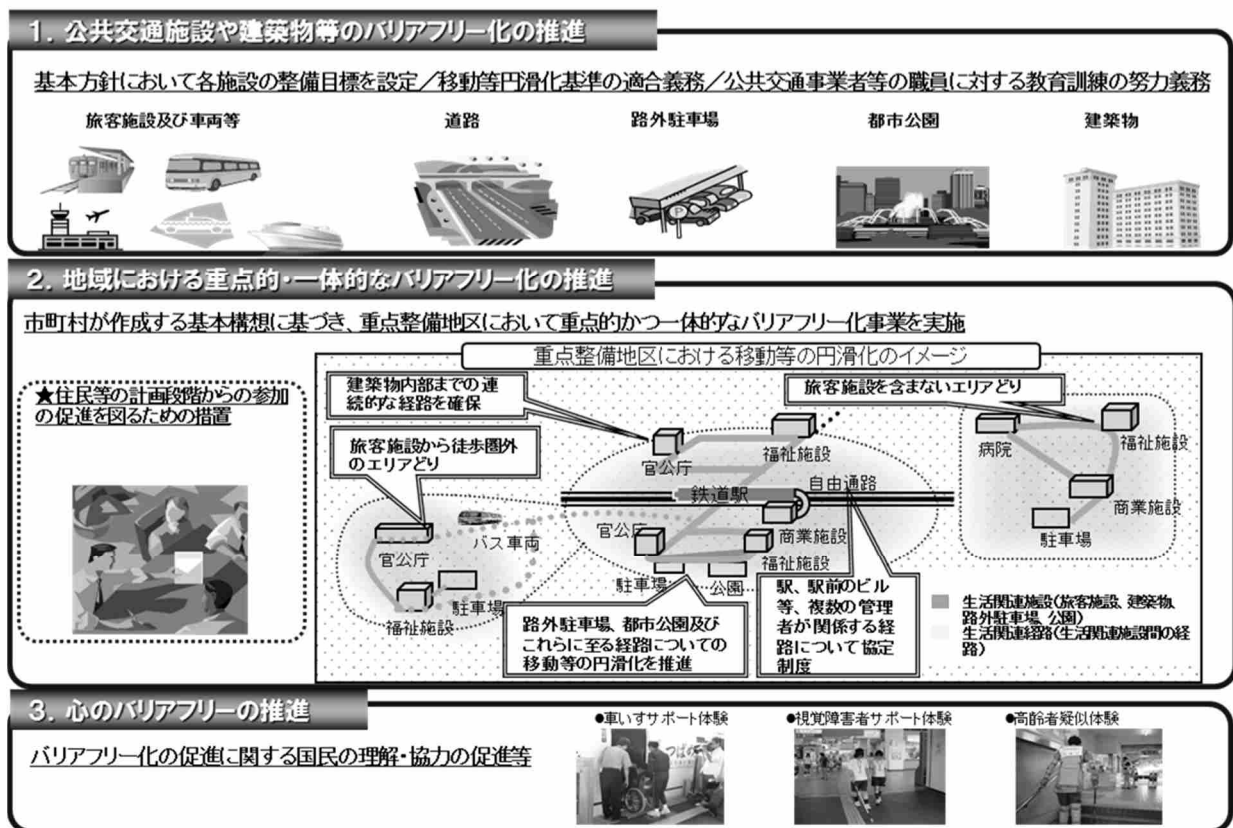 1. 公共交通施設や建築物等のバリアフリー化の推進
基本方針において各施設の整備目標を設定／移動等円滑化基準の適合義務／公共交通事業者等の職員に対する教育訓練の努力義務
旅客施設及び車両等
道路
路外駐車場
都市公園
建築物
P
2. 地域における重点的・一体的なバリアフリー化の推進
市町村が作成する基本構想に基づき、重点整備地区において重点的かつ一体的なバリアフリー化事業を実施
★住民等の計画段階からの参加
の促進を図るための措置
重点整備地区における移動等の円滑化のイメージ
建築物内部までの連
続的な経路を確保
旅客施設を含まないエリアどり
旅客施設から徒歩圏外
のエリアどり
官公庁
福祉施設
病院
福祉施設
鉄道駅
自由通路
商業施設
駐車場
官公庁
バス車両
官公庁
商業施設
福祉施設
駐車場
公園
駐車場
福祉施設
路外駐車場、都市公園及び
これらに至る経路についての
移動等の円滑化を推進
駅、駅前のビル
等、複数の管理
者が関係する経
路について協定
制度
生活関連施設(旅客施設、建築物、
路外駐車場、公園)
生活関連経路(生活関連施設間の経
路)
3. 心のバリアフリーの推進
バリアフリー化の促進に関する国民の理解・協力の促進等
●車いすサポート体験
●視覚障害者サポート体験
●高齢者疑似体験